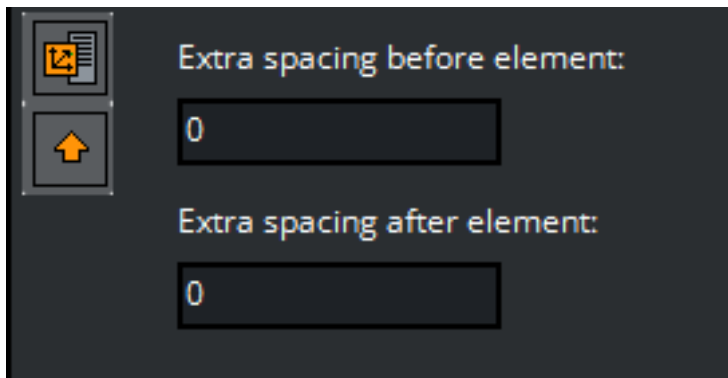 Extra spacing before element:
0
Extra spacing after element:
0